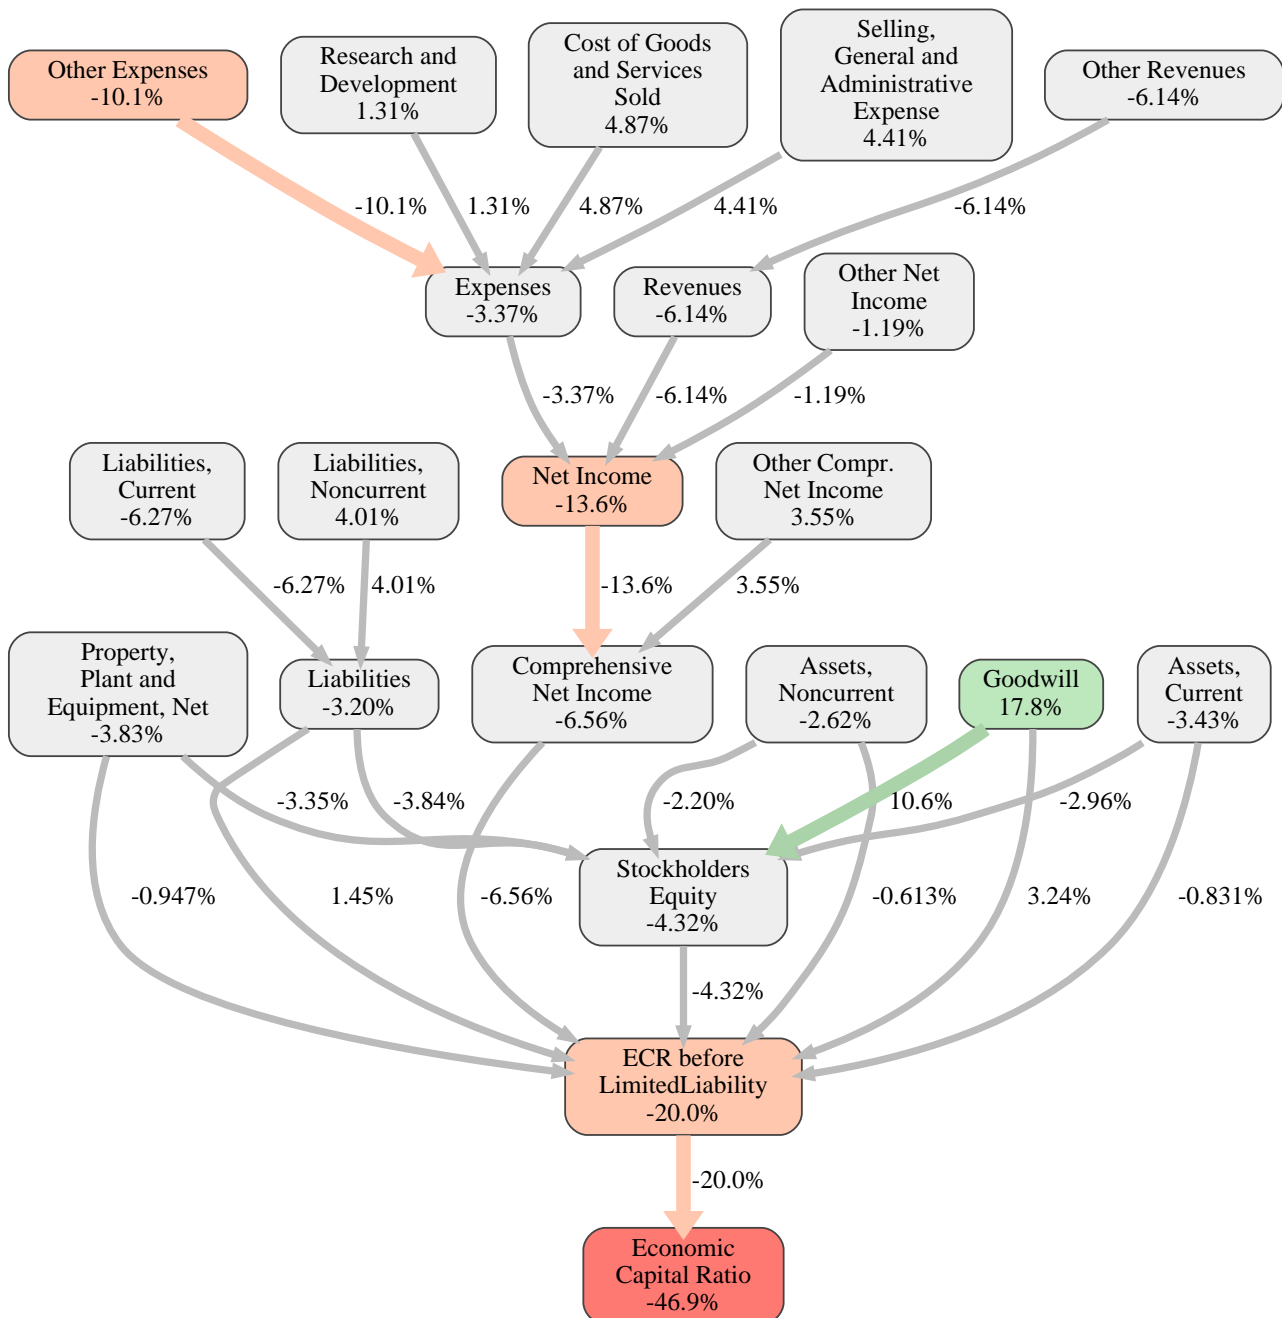 Other Expenses
-10.1%
Research and
Development
1.31%
Cost of Goods
and Services
Sold
4.87%
Selling,
General and
Administrative
Expense
4.41%
Other Revenues
-6.14%
-10.1%
1.31%
4.87%
4.41%
-6.14%
Expenses
-3.37%
Revenues
-6.14%
Other Net
Income
-1.19%
-3.37%
-6.14%
-1.19%
Liabilities,
Current
-6.27%
Liabilities,
Noncurrent
4.01%
Net Income
-13.6%
Other Compr.
Net Income
3.55%
-6.27%
4.01%
-13.6%
3.55%
Property,
Plant and
Equipment, Net
-3.83%
Liabilities
-3.20%
Comprehensive
Net Income
-6.56%
Assets,
Noncurrent
-2.62%
Goodwill
17.8%
Assets,
Current
-3.43%
-3.35%
-3.84%
-2.20%
10.6%
-2.96%
Stockholders
Equity
-4.32%
-0.947%
1.45%
-6.56%
-0.613%
3.24%
-0.831%
-4.32%
ECR before
LimitedLiability
-20.0%
-20.0%
Economic
Capital Ratio
-46.9%